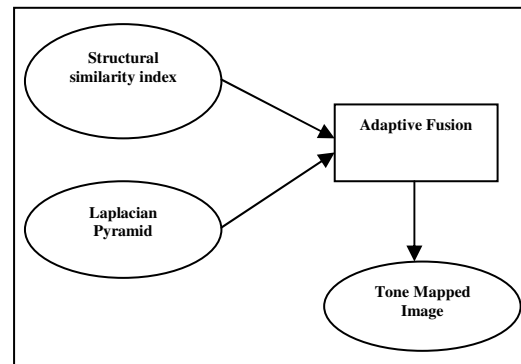 Structural
similarity index
Adaptive Fusion
Laplacian
Pyramid
Tone Mapped
Image